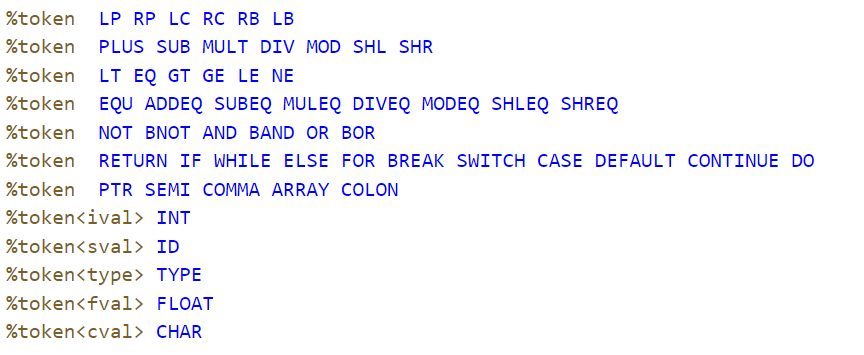 %token  LP RP LC RC RB LB
%token  PLUS SUB MULT DIV MOD SHL SHR
%token  LT EQ GT GE LE NE
%token  EQU ADDEQ SUBEQ MULEQ DIVEQ MODEQ SHLEQ SHREQ
%token  NOT BNOT AND BAND OR BOR
%token  RETURN IF WHILE ELSE FOR BREAK SWITCH CASE DEFAULT CONTINUE DO
%token  PTR SEMI COMMA ARRAY COLON
%token<ival> INT
%token<sval> ID
%token<type> TYPE
%token<fval> FLOAT
%token<cval> CHAR